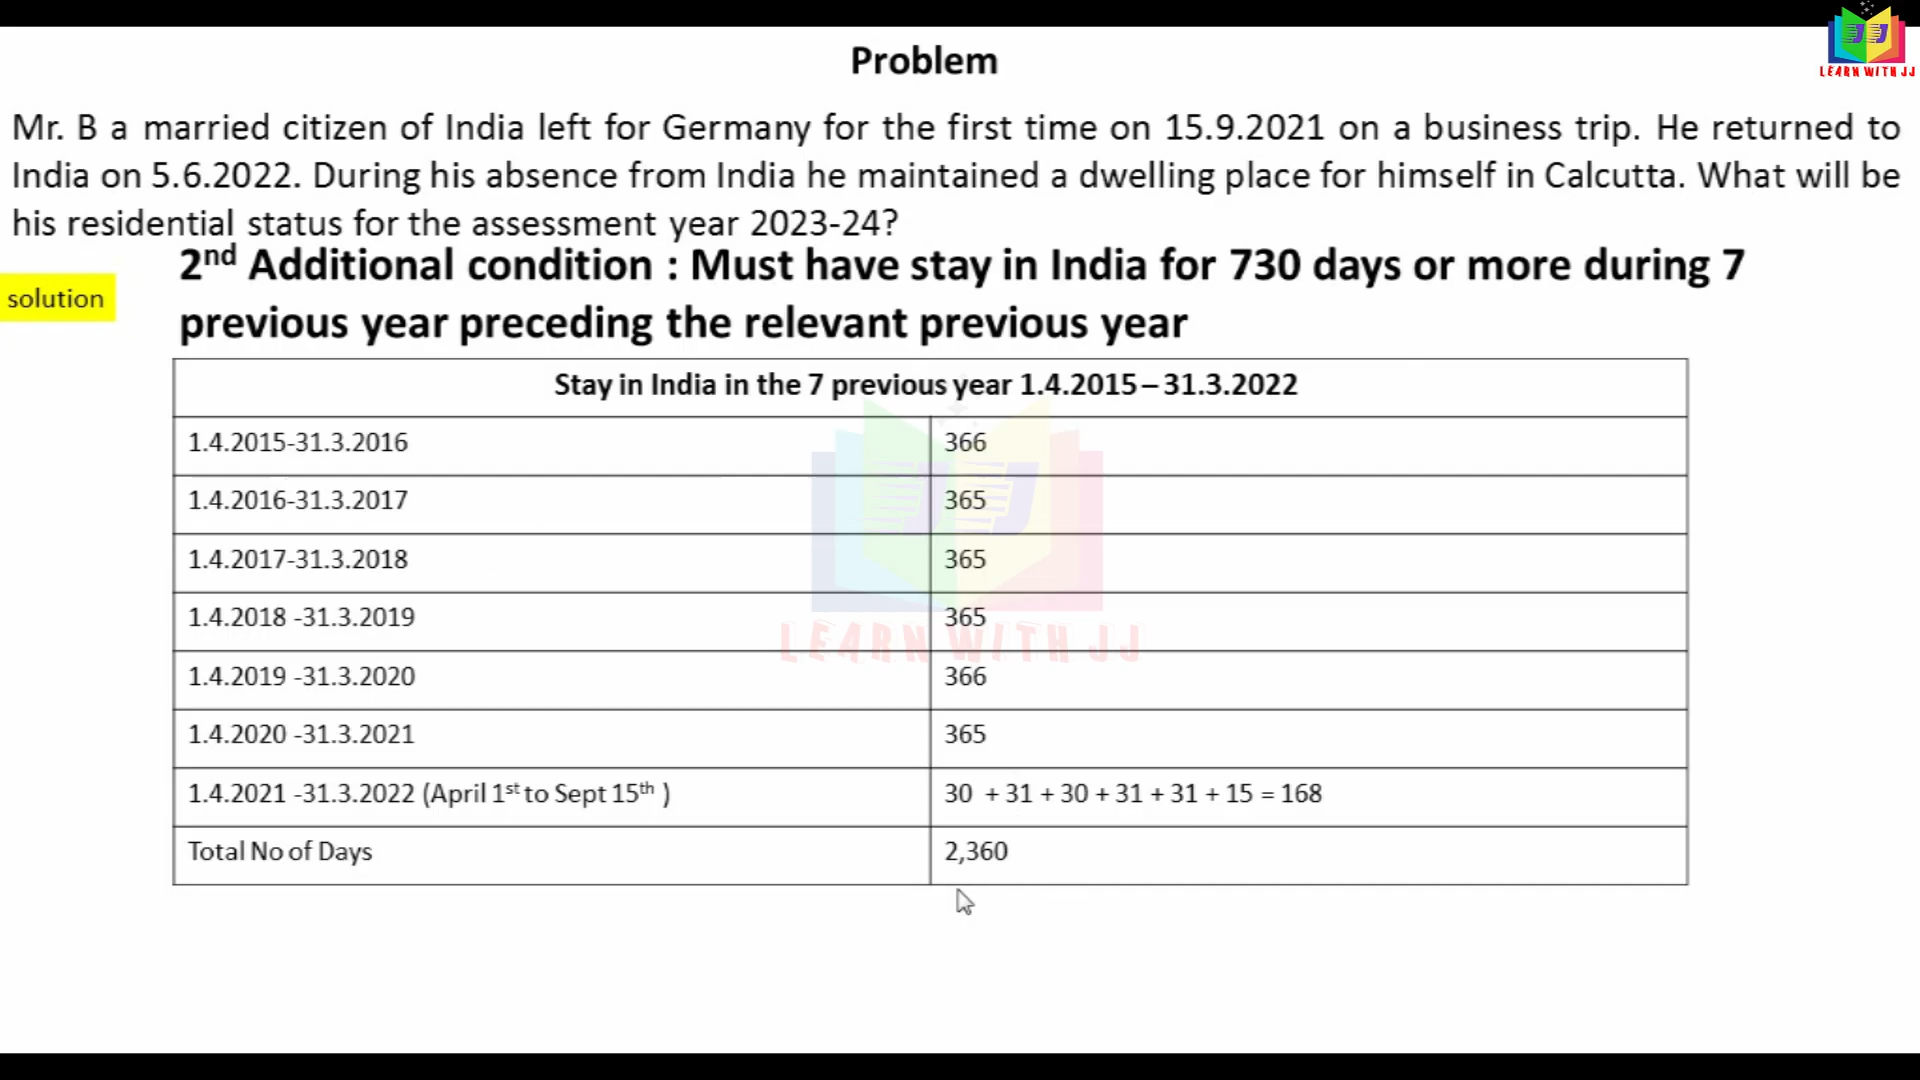 LEARN WITH JJ
Problem
Mr. B a married citizen of India left for Germany for the first time on 15.9.2021 on a business trip. He returned to
India on 5.6.2022. During his absence from India he maintained a dwelling place for himself in Calcutta. What will be
his residential status for the assessment year 2023-24?
2nd Additional condition : Must have stay in India for 730 days or more during 7
solution
previous year preceding the relevant previous year
Stay in India in the 7 previous year 1.4.2015 – 31.3.2022
1.4.2015-31.3.2016 366
1.4.2016-31.3.2017 365
1.4.2017-31.3.2018 365
1.4.2018 -31.3.2019 365
LEARN WITH JJ
1.4.2019 -31.3.2020 366
1.4.2020 -31.3.2021 365
1.4.2021 -31.3.2022 (April 1st to Sept 15th ) 30 + 31 + 30 + 31 + 31 + 15 = 168
Total No of Days 2,360